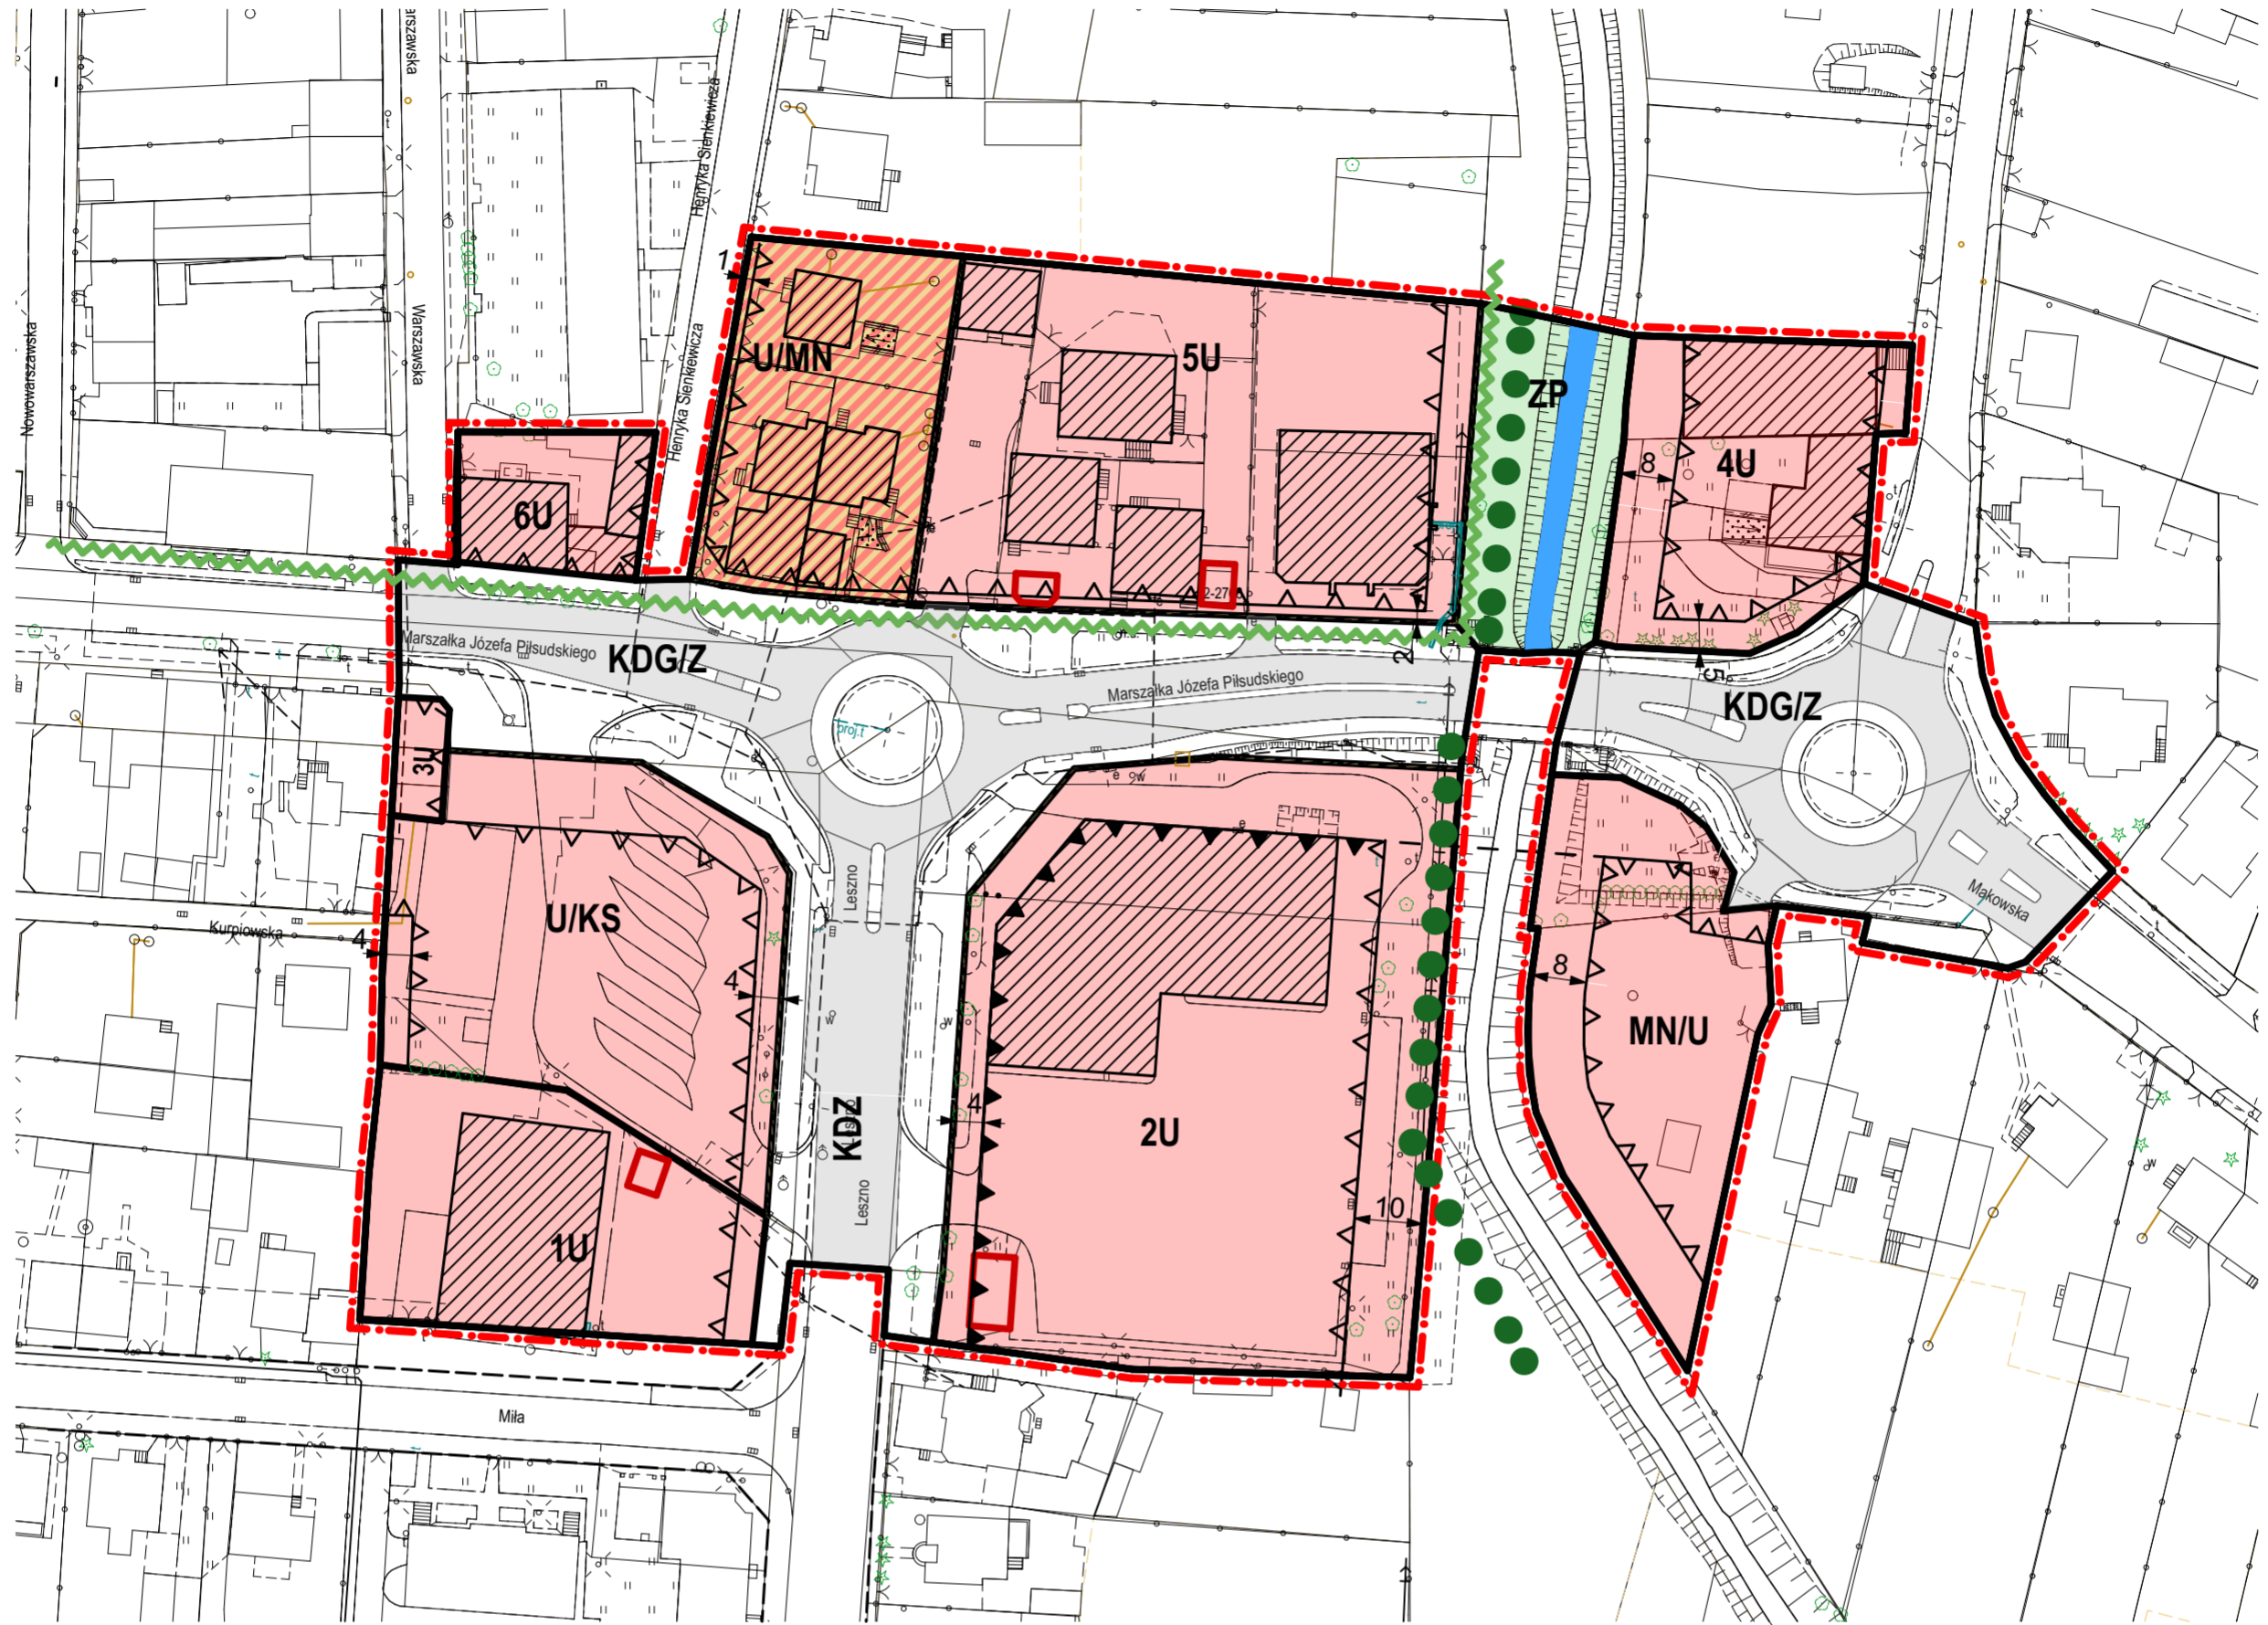 arszawska
Henryka Sienkiewicza
Henryka Sienkiewicza
Warszawska
Nowowarszawska
1
U/MN
5U
ZP
8
4U
6U
2-27
Marszałka Józefa Piłsudskiego
KDG/Z
2
Marszałka Józefa Piłsudskiego
5
KDG/Z
proj.t
3U
U/KS
Kurpiowska
4
4
Leszno
Makowska
8
MN/U
KDZ
4
2U
Leszno
10
1U
Miła